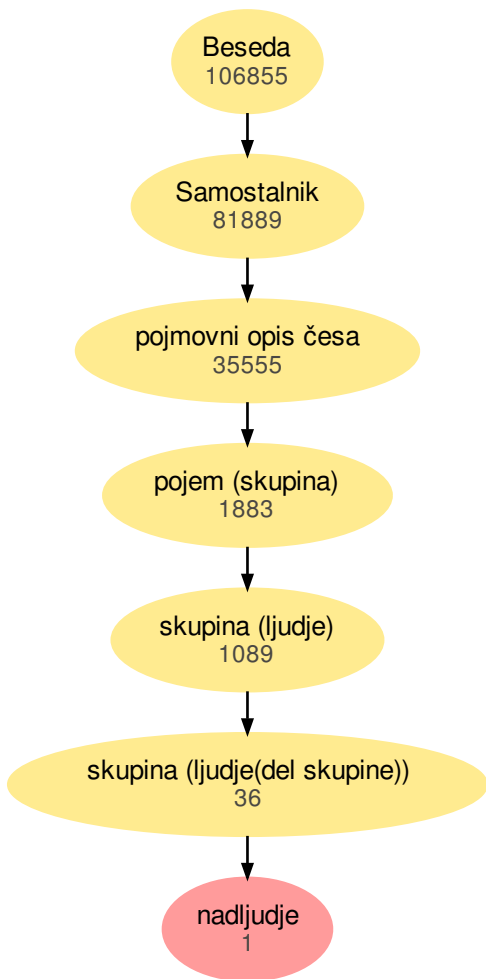 Beseda
106855
Samostalnik
81889
pojmovni opis česa
35555
pojem (skupina)
1883
skupina (ljudje)
1089
skupina (ljudje(del skupine))
36
nadljudje
1